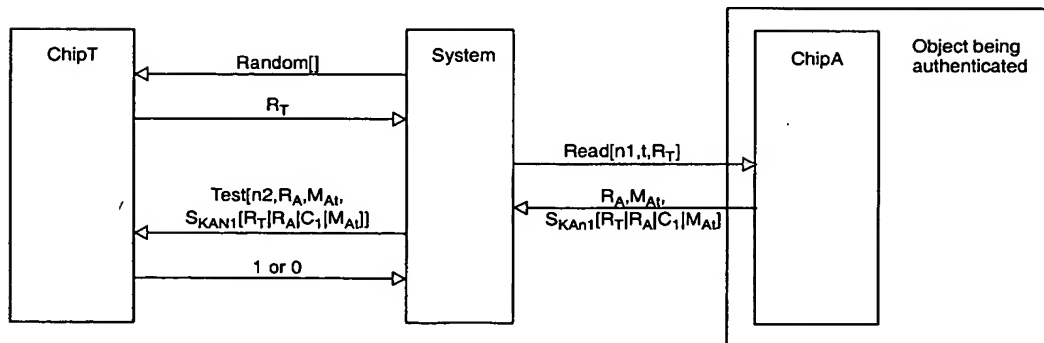 ChipT
System
ChipA
Object being
authenticated
Random[]
R_T
Read[n1,t,R_T]
Test[n2,R_A,M_At,
S_KAN1[R_T|R_A|C_1|M_At]]
R_A,M_At,
S_KAn1[R_T|R_A|C_1|M_At]
1 or 0